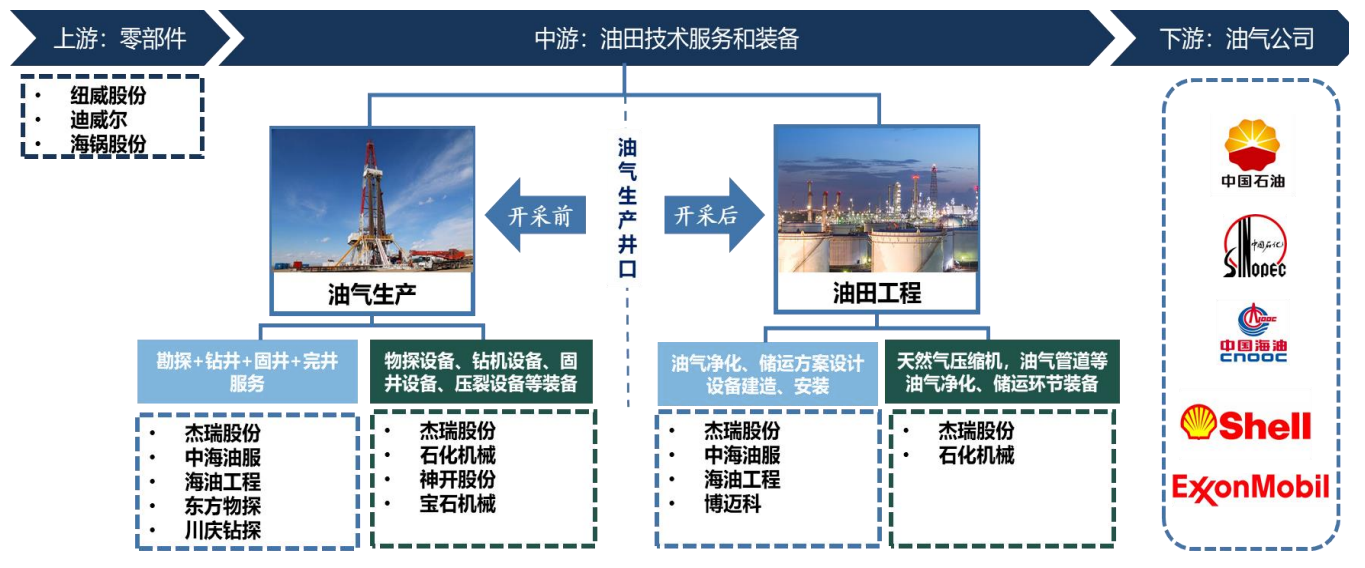 上游：零部件
中游：油田技术服务和装备
下游：油气公司
• 纽威股份
• 迪威尔
• 海锅股份
油气生产井口
开采前
开采后
油气生产
油田工程
勘探+钻井+固井+完井
服务
物探设备、钻机设备、固
井设备、压裂设备等装备
油气净化、储运方案设计
设备建造、安装
天然气压缩机，油气管道等
油气净化、储运环节装备
• 杰瑞股份
• 中海油服
• 海油工程
• 东方物探
• 川庆钻探
• 杰瑞股份
• 石化机械
• 神开股份
• 宝石机械
• 杰瑞股份
• 中海油服
• 海油工程
• 博迈科
• 杰瑞股份
• 石化机械
中国石油
中国石化
SINOPEC
CNOOC
中国海油
CNOOC
Shell
ExxonMobil